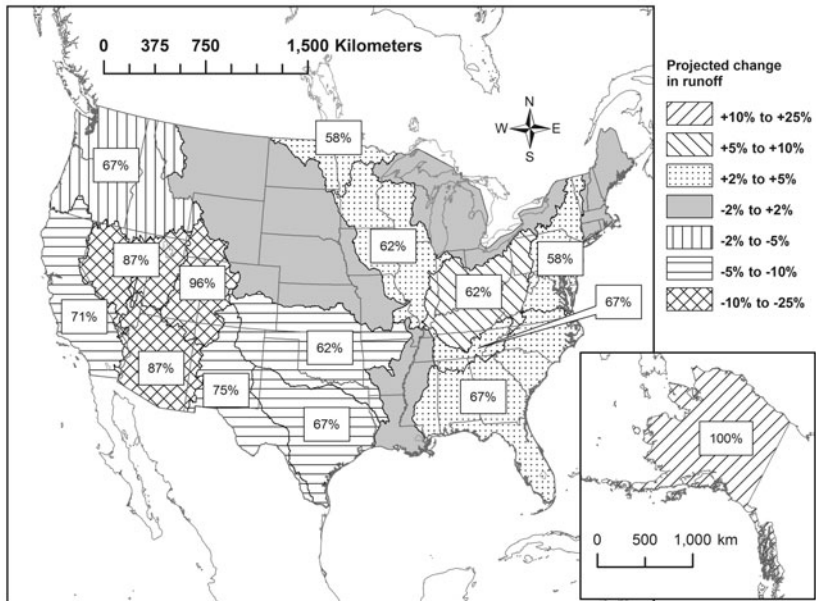 0 375 750 1,500 Kilometers
N
W E
S
58%
67%
62%
87%
96%
58%
62%
67%
71%
62%
87%
75%
67%
67%
Projected change
in runoff
+10% to +25%
+5% to +10%
+2% to +5%
-2% to +2%
-2% to -5%
-5% to -10%
-10% to -25%
100%
0 500 1,000 km